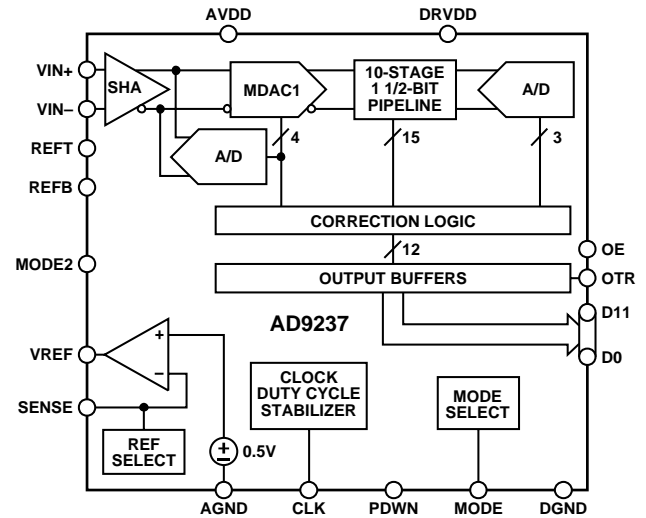 AVDD
DRVDD
VIN+
VIN–
REFT
REFB
MODE2
VREF
SENSE
SHA
MDAC1
10-STAGE
1 1/2-BIT
PIPELINE
A/D
A/D
4
15
3
CORRECTION LOGIC
12
OUTPUT BUFFERS
OE
OTR
D11
D0
AD9237
+
–
CLOCK
DUTY CYCLE
STABILIZER
MODE
SELECT
REF
SELECT
0.5V
AGND
CLK
PDWN
MODE
DGND